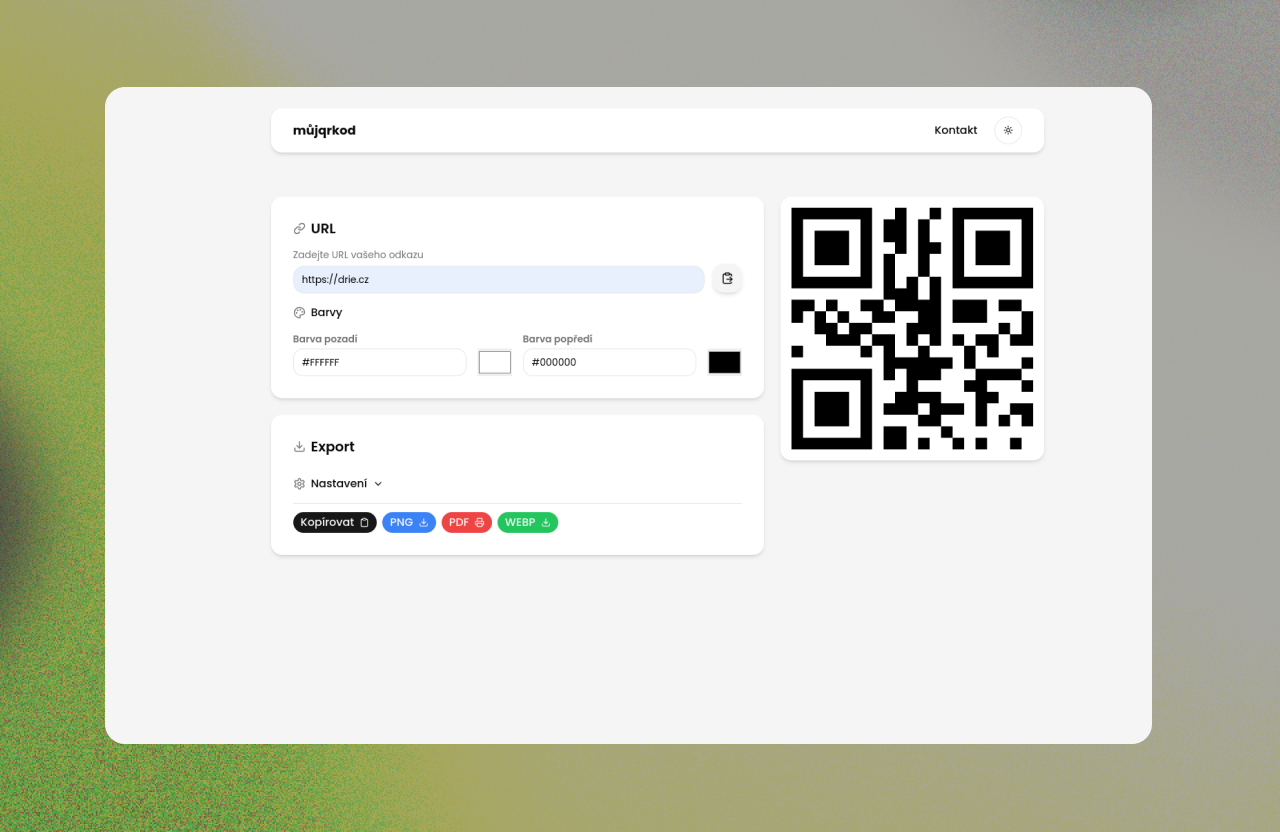 můjqrkod
Kontakt
URL
Zadejte URL vašeho odkazu
https://drie.cz
Barvy
Barva pozadí
Barva popředí
#FFFFFF
#000000
Export
Nastavení
Kopírovat
PNG
PDF
WEBP